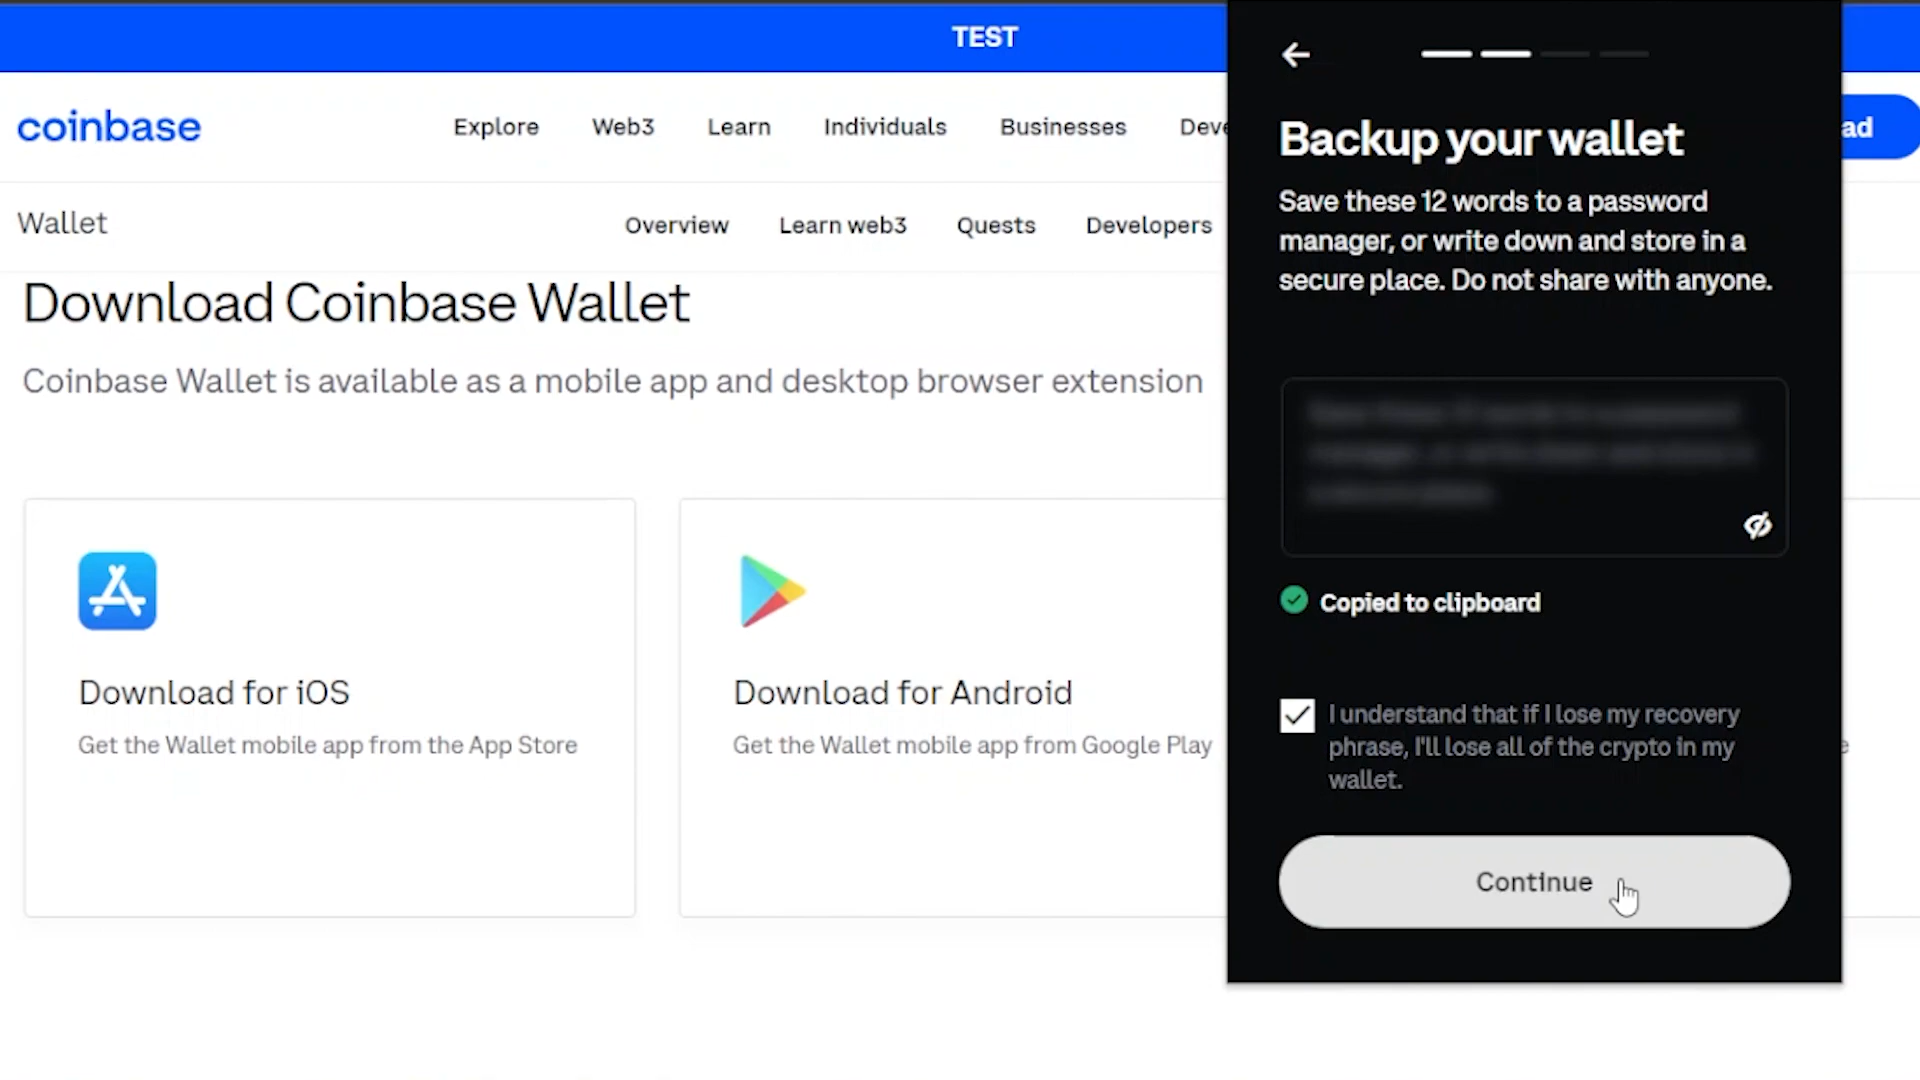 TEST
coinbase
Explore
Web3
Learn
Individuals
Businesses
Deve
ad
Wallet
Overview
Learn web3
Quests
Developers
Download Coinbase Wallet
Coinbase Wallet is available as a mobile app and desktop browser extension
Download for iOS
Get the Wallet mobile app from the App Store
Download for Android
Get the Wallet mobile app from Google Play
e
Backup your wallet
Save these 12 words to a password
manager, or write down and store in a
secure place. Do not share with anyone.
Copied to clipboard
I understand that if I lose my recovery
phrase, I'll lose all of the crypto in my
wallet.
Continue